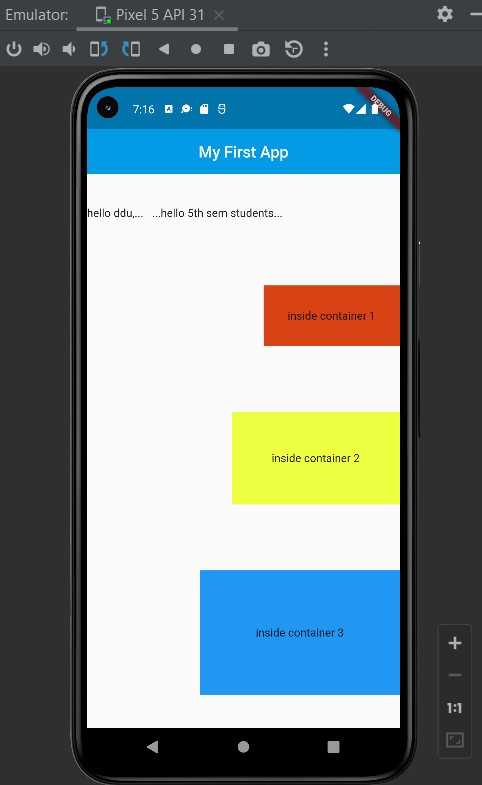 Emulator: Pixel 5 API 31
7:16
DEBUG
My First App
hello ddu,... ...hello 5th sem students...
inside container 1
inside container 2
inside container 3
1:1